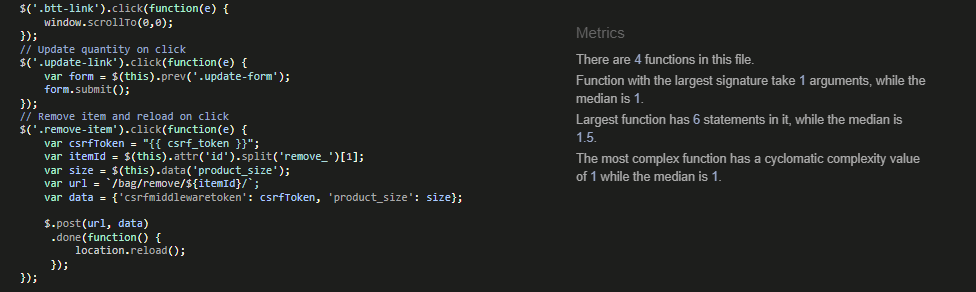 $('.btt-link').click(function(e) {
    window.scrollTo(0,0);
});
// Update quantity on click
$('.update-link').click(function(e) {
    var form = $(this).prev('.update-form');
    form.submit();
});
// Remove item and reload on click
$('.remove-item').click(function(e) {
    var csrfToken = "{{ csrf_token }}";
    var itemId = $(this).attr('id').split('remove_')[1];
    var size = $(this).data('product_size');
    var url = `/bag/remove/${itemId}/`;
    var data = {'csrfmiddlewaretoken': csrfToken, 'product_size': size};

    $.post(url, data)
     .done(function() {
         location.reload();
     });
});
Metrics
There are 4 functions in this file.
Function with the largest signature take 1 arguments, while the
median is 1.
Largest function has 6 statements in it, while the median is
1.5.
The most complex function has a cyclomatic complexity value
of 1 while the median is 1.